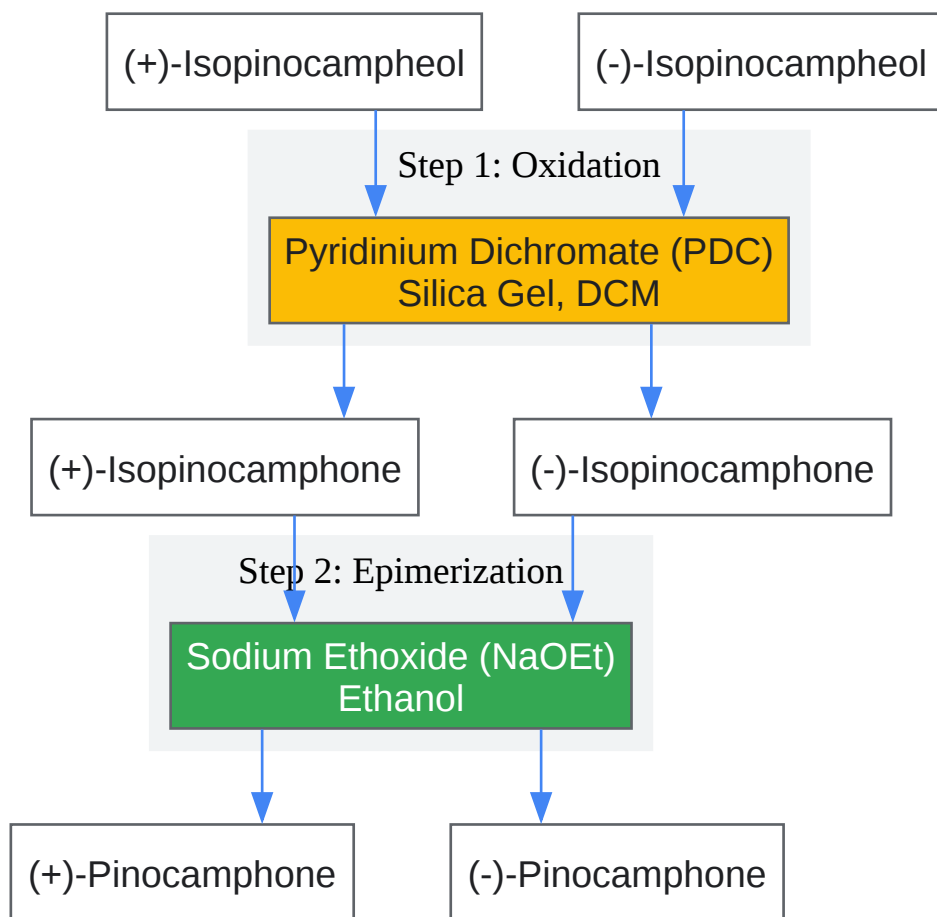 (+)-Isopinocampheol
(-)-Isopinocampheol
Step 1: Oxidation
Pyridinium Dichromate (PDC)
Silica Gel, DCM
(+)-Isopinocamphone
(-)-Isopinocamphone
Step 2: Epimerization
Sodium Ethoxide (NaOEt)
Ethanol
(+)-Pinocamphone
(-)-Pinocamphone